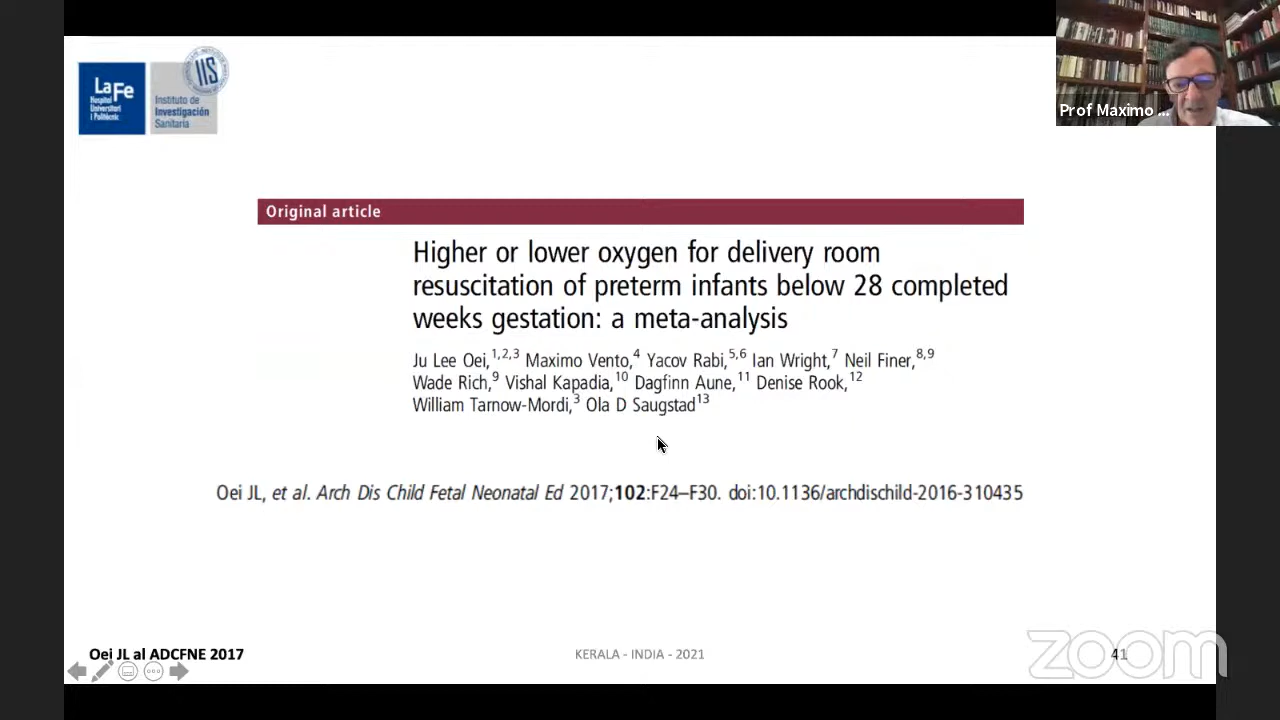 La Fe
Hospital
Universitari
i Politècnic
IIS
Instituto de
Investigación
Sanitaria
Prof Maximo ...
Original article
Higher or lower oxygen for delivery room
resuscitation of preterm infants below 28 completed
weeks gestation: a meta-analysis
Ju Lee Oei,1,2,3 Maximo Vento,4 Yacov Rabi,5,6 Ian Wright,7 Neil Finer,8,9
Wade Rich,9 Vishal Kapadia,10 Dagfinn Aune,11 Denise Rook,12
William Tarnow-Mordi,3 Ola D Saugstad13
Oei JL, et al. Arch Dis Child Fetal Neonatal Ed 2017;102:F24–F30. doi:10.1136/archdischild-2016-310435
Oei JL al ADCFNE 2017
KERALA - INDIA - 2021
41
zoom